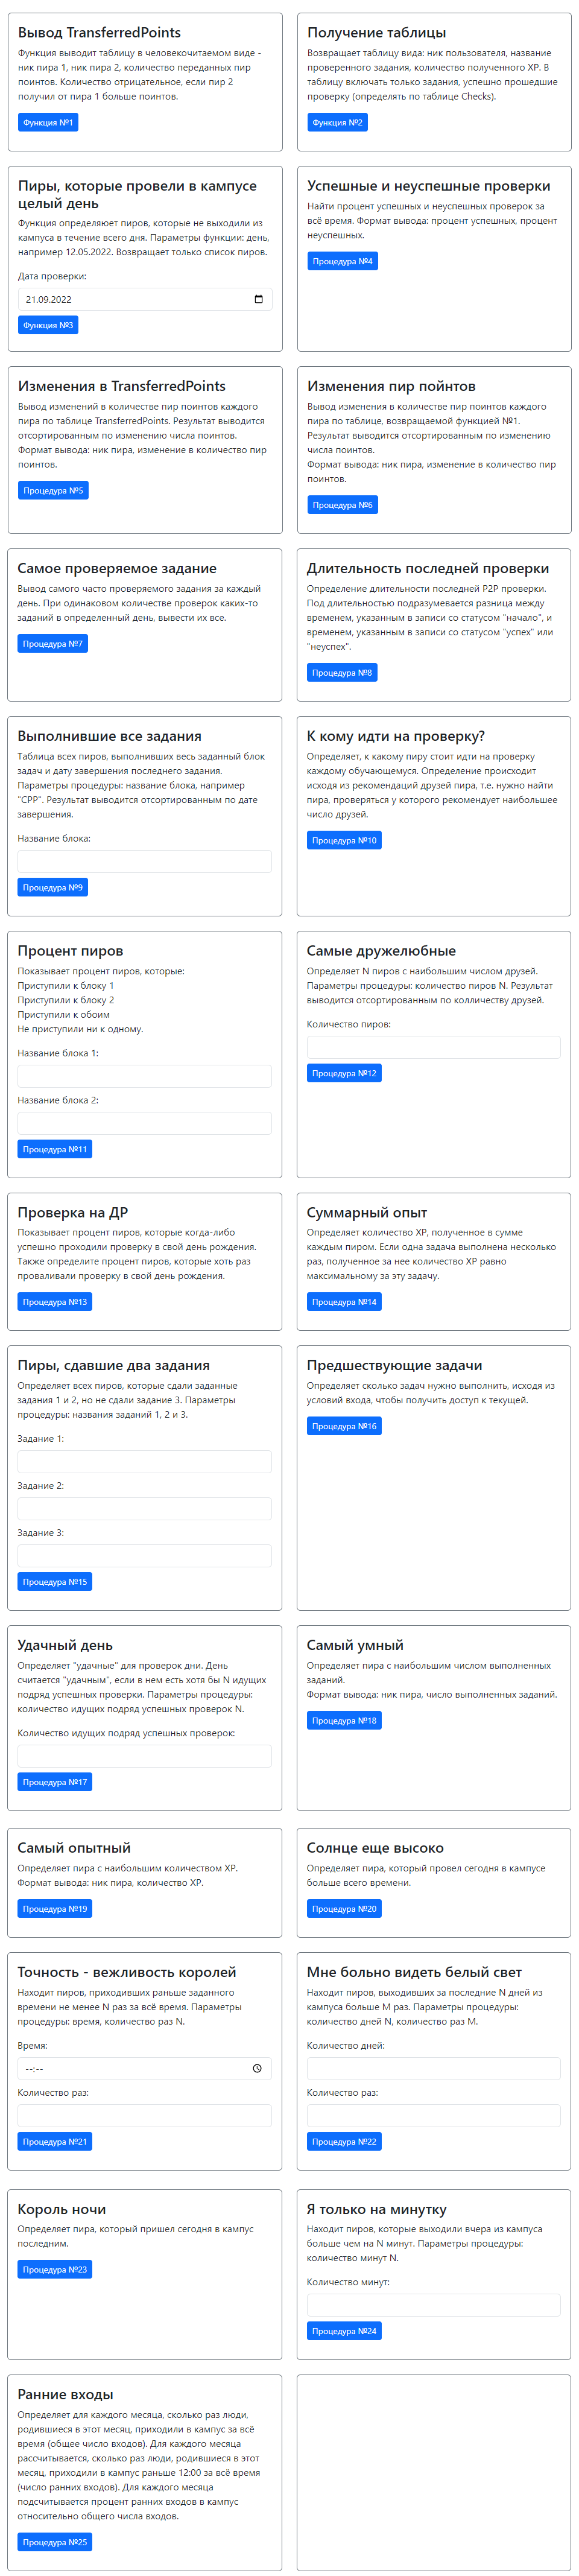 Вывод TransferredPoints
Функция выводит таблицу в человекочитаемом виде -
ник пира 1, ник пира 2, количество переданных пир
поинтов. Количество отрицательное, если пир 2
получил от пира 1 больше поинтов.
Функция №1
Получение таблицы
Возвращает таблицу вида: ник пользователя, название
проверенного задания, количество полученного XP. В
таблицу включать только задания, успешно прошедшие
проверку (определять по таблице Checks).
Функция №2
Пиры, которые провели в кампусе
целый день
Функция определяюет пиров, которые не выходили из
кампуса в течение всего дня. Параметры функции: день,
например 12.05.2022. Возвращает только список пиров.
Дата проверки:
21.09.2022
Функция №3
Успешные и неуспешные проверки
Найти процент успешных и неуспешных проверок за
всё время. Формат вывода: процент успешных, процент
неуспешных.
Процедура №4
Изменения в TransferredPoints
Вывод изменений в количестве пир поинтов каждого
пира по таблице TransferredPoints. Результат выводится
отсортированным по изменению числа поинтов.
Формат вывода: ник пира, изменение в количество пир
поинтов.
Процедура №5
Изменения пир пойнтов
Вывод изменения в количестве пир поинтов каждого
пира по таблице, возвращаемой функцией №1.
Результат выводится отсортированным по изменению
числа поинтов.
Формат вывода: ник пира, изменение в количество пир
поинтов.
Процедура №6
Самое проверяемое задание
Вывод самого часто проверяемого задания за каждый
день. При одинаковом количестве проверок каких-то
заданий в определенный день, вывести их все.
Процедура №7
Длительность последней проверки
Определение длительности последней P2P проверки.
Под длительностью подразумевается разница между
временем, указанным в записи со статусом "начало", и
временем, указанным в записи со статусом "успех" или
"неуспех".
Процедура №8
Выполнившие все задания
Таблица всех пиров, выполнивших весь заданный блок
задач и дату завершения последнего задания.
Параметры процедуры: название блока, например
"CPP". Результат выводится отсортированным по дате
завершения.
Название блока:
Процедура №9
К кому идти на проверку?
Определяет, к какому пиру стоит идти на проверку
каждому обучающемуся. Определение происходит
исходя из рекомендаций друзей пира, т.е. нужно найти
пира, проверяться у которого рекомендует наибольшее
число друзей.
Процедура №10
Процент пиров
Показывает процент пиров, которые:
Приступили к блоку 1
Приступили к блоку 2
Приступили к обоим
Не приступили ни к одному.
Название блока 1:
Название блока 2:
Процедура №11
Самые дружелюбные
Определяет N пиров с наибольшим числом друзей.
Параметры процедуры: количество пиров N. Результат
выводится отсортированным по колличеству друзей.
Количество пиров:
Процедура №12
Проверка на ДР
Показывает процент пиров, которые когда-либо
успешно проходили проверку в свой день рождения.
Также определите процент пиров, которые хоть раз
проваливали проверку в свой день рождения.
Процедура №13
Суммарный опыт
Определяет количество XP, полученное в сумме
каждым пиром. Если одна задача выполнена несколько
раз, полученное за нее количество XP равно
максимальному за эту задачу.
Процедура №14
Пиры, сдавшие два задания
Определяет всех пиров, которые сдали заданные
задания 1 и 2, но не сдали задание 3. Параметры
процедуры: названия заданий 1, 2 и 3.
Задание 1:
Задание 2:
Задание 3:
Процедура №15
Предшествующие задачи
Определяет сколько задач нужно выполнить, исходя из
условий входа, чтобы получить доступ к текущей.
Процедура №16
Удачный день
Определяет "удачные" для проверок дни. День
считается "удачным", если в нем есть хотя бы N идущих
подряд успешных проверки. Параметры процедуры:
количество идущих подряд успешных проверок N.
Количество идущих подряд успешных проверок:
Процедура №17
Самый умный
Определяет пира с наибольшим числом выполненных
заданий.
Формат вывода: ник пира, число выполненных заданий.
Процедура №18
Самый опытный
Определяет пира с наибольшим количеством XP.
Формат вывода: ник пира, количество XP.
Процедура №19
Солнце еще высоко
Определяет пира, который провел сегодня в кампусе
больше всего времени.
Процедура №20
Точность - вежливость королей
Находит пиров, приходивших раньше заданного
времени не менее N раз за всё время. Параметры
процедуры: время, количество раз N.
Время:
--:--
Количество раз:
Процедура №21
Мне больно видеть белый свет
Находит пиров, выходивших за последние N дней из
кампуса больше M раз. Параметры процедуры:
количество дней N, количество раз M.
Количество дней:
Количество раз:
Процедура №22
Король ночи
Определяет пира, который пришел сегодня в кампус
последним.
Процедура №23
Я только на минутку
Находит пиров, которые выходили вчера из кампуса
больше чем на N минут. Параметры процедуры:
количество минут N.
Количество минут:
Процедура №24
Ранние входы
Определяет для каждого месяца, сколько раз люди,
родившиеся в этот месяц, приходили в кампус за всё
время (общее число входов). Для каждого месяца
рассчитывается, сколько раз люди, родившиеся в этот
месяц, приходили в кампус раньше 12:00 за всё время
(число ранних входов). Для каждого месяца
подсчитывается процент ранних входов в кампус
относительно общего числа входов.
Процедура №25